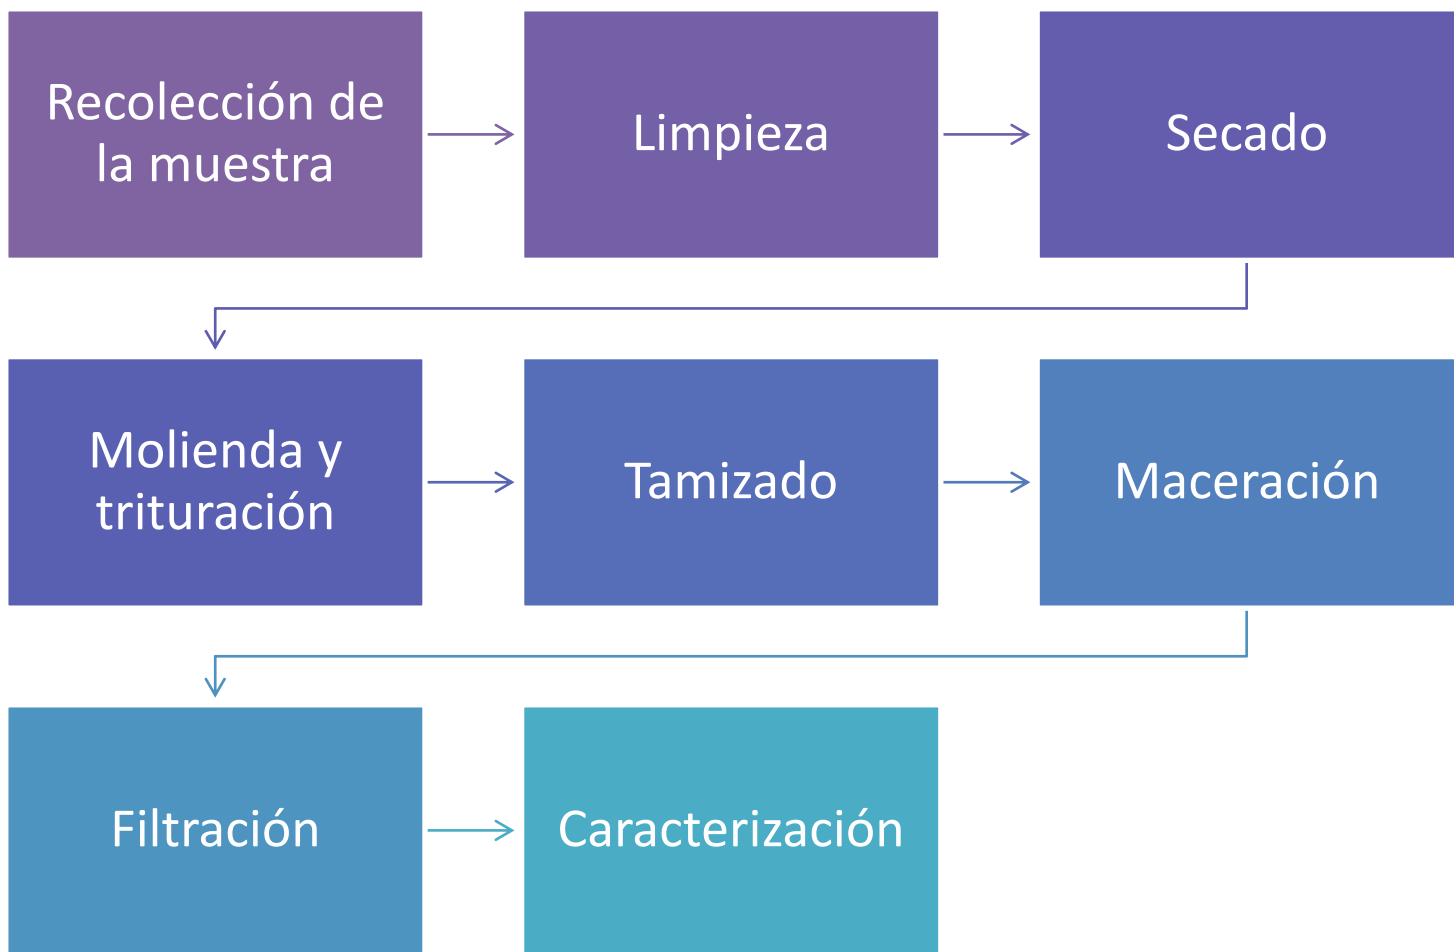 Recolección de
la muestra
Limpieza
Secado
Molienda y
trituración
Tamizado
Maceración
Filtración
Caracterización